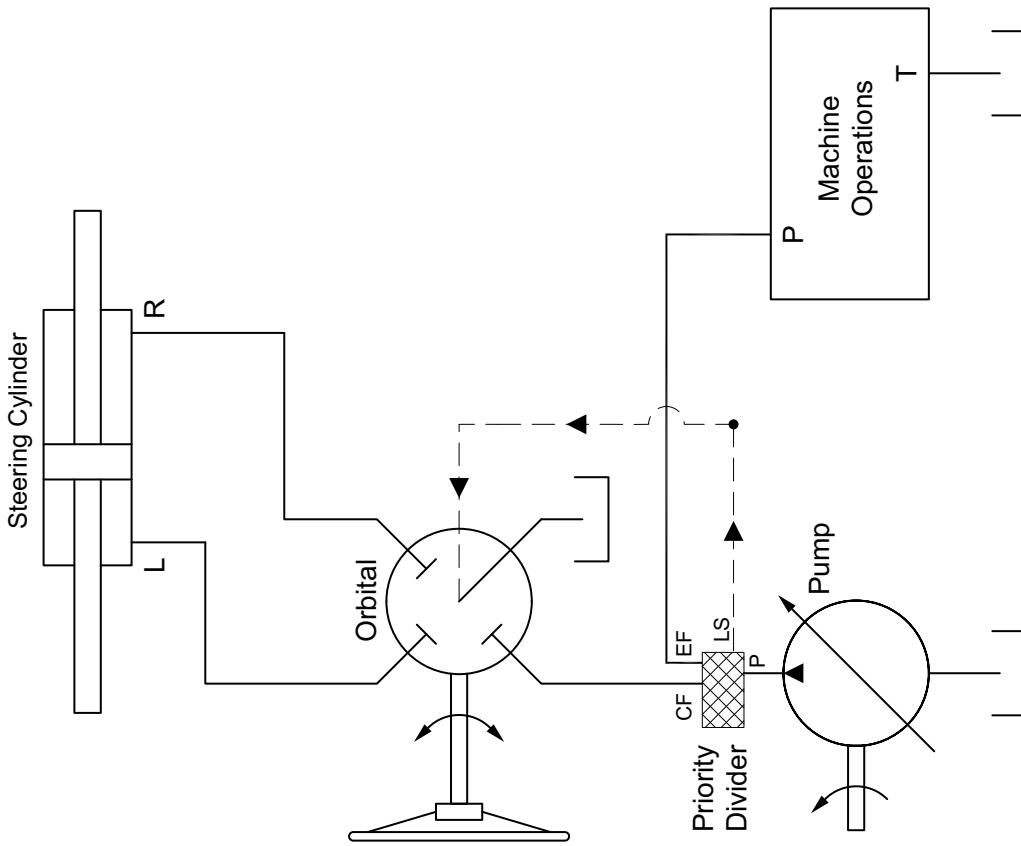 Steering Cylinder
L
R
Orbital
CF
EF
LS
P
Priority
Divider
Pump
P
Machine
Operations
T